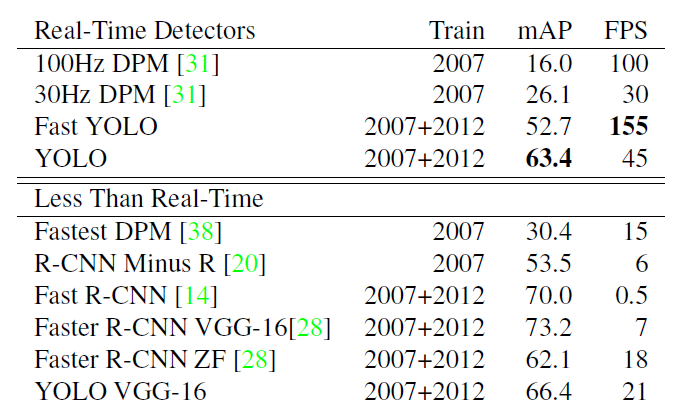 Real-Time Detectors Train mAP FPS
100Hz DPM [31] 2007 16.0 100
30Hz DPM [31] 2007 26.1 30
Fast YOLO 2007+2012 52.7 155
YOLO 2007+2012 63.4 45
Less Than Real-Time
Fastest DPM [38] 2007 30.4 15
R-CNN Minus R [20] 2007 53.5 6
Fast R-CNN [14] 2007+2012 70.0 0.5
Faster R-CNN VGG-16[28] 2007+2012 73.2 7
Faster R-CNN ZF [28] 2007+2012 62.1 18
YOLO VGG-16 2007+2012 66.4 21